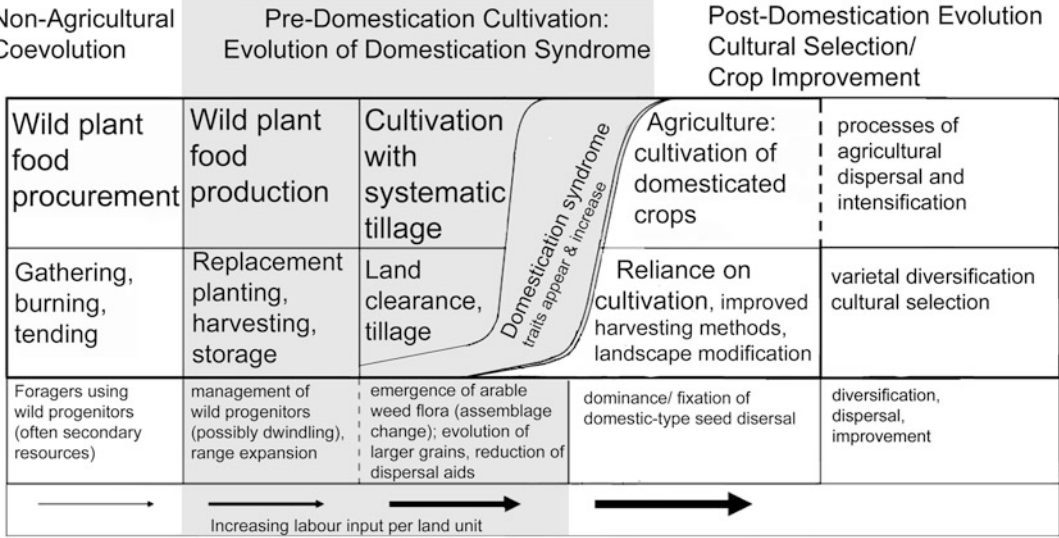 Non-Agricultural
Coevolution
Pre-Domestication Cultivation:
Evolution of Domestication Syndrome
Post-Domestication Evolution
Cultural Selection/
Crop Improvement
Wild plant
food
procurement
Wild plant
food
production
Cultivation
with
systematic
tillage
Domestication syndrome
traits appear & increase
Agriculture:
cultivation of
domesticated
crops
processes of
agricultural
dispersal and
intensification
Gathering,
burning,
tending
Replacement
planting,
harvesting,
storage
Land
clearance,
tillage
Reliance on
cultivation, improved
harvesting methods,
landscape modification
varietal diversification
cultural selection
Foragers using
wild progenitors
(often secondary
resources)
management of
wild progenitors
(possibly dwindling),
range expansion
emergence of arable
weed flora (assemblage
change); evolution of
larger grains, reduction of
dispersal aids
dominance/ fixation of
domestic-type seed disersal
diversification,
dispersal,
improvement
Increasing labour input per land unit